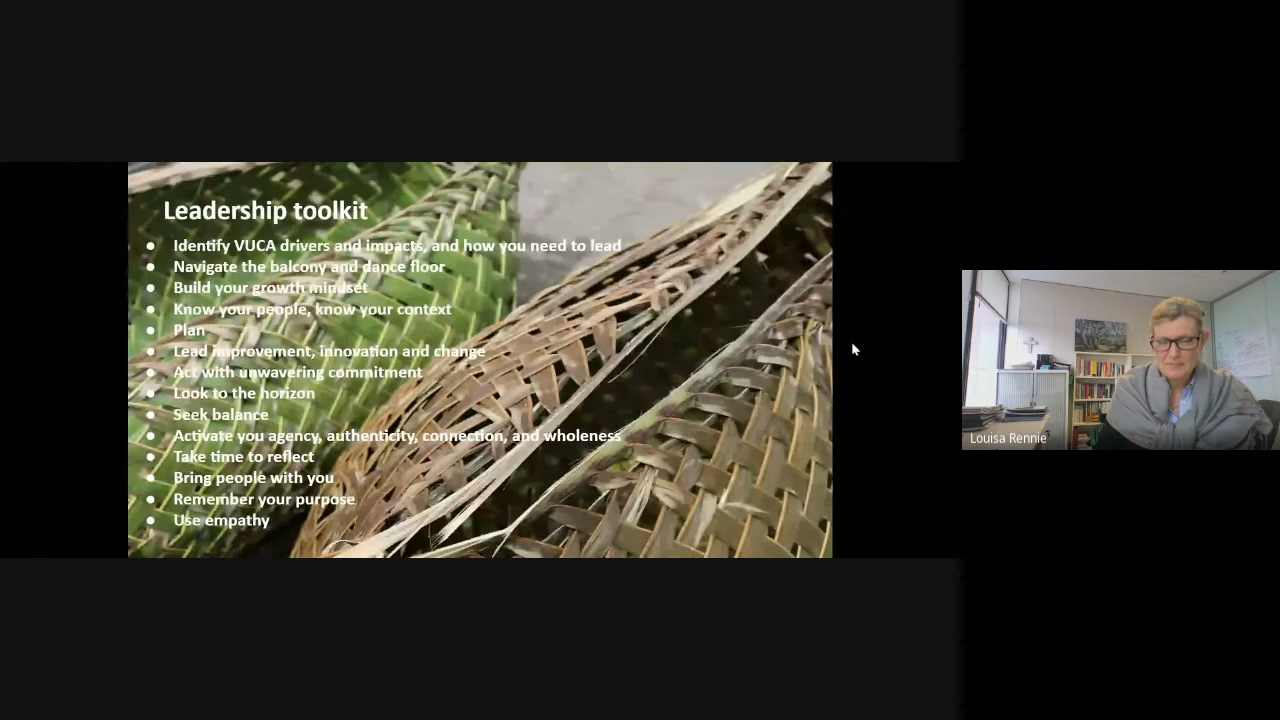 Leadership toolkit
● Identify VUCA drivers and impacts, and how you need to lead
● Navigate the balcony and dance floor
● Build your growth mindset
● Know your people, know your context
● Plan
● Lead improvement, innovation and change
● Act with unwavering commitment
● Look to the horizon
● Seek balance
● Activate you agency, authenticity, connection, and wholeness
● Take time to reflect
● Bring people with you
● Remember your purpose
● Use empathy
Louisa Rennie